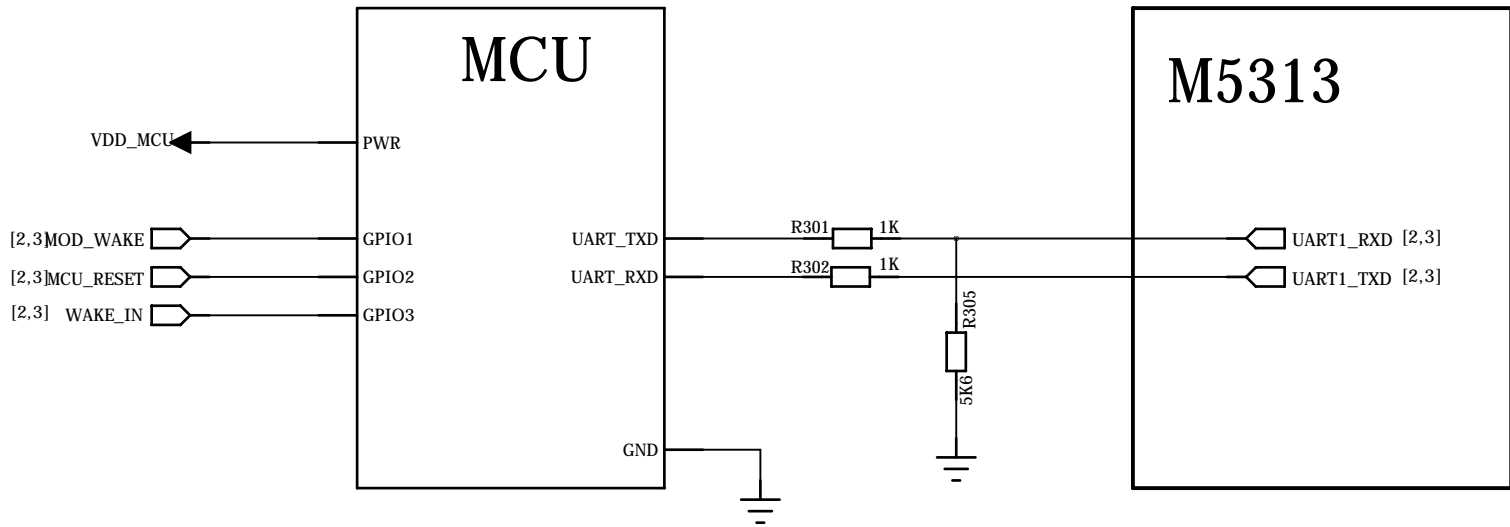 MCU
M5313
VDD_MCU
PWR
[2,3] MOD_WAKE
GPIO1
UART_TXD
R301
1K
UART1_RXD [2,3]
[2,3] MCU_RESET
GPIO2
UART_RXD
R302
1K
UART1_TXD [2,3]
[2,3] WAKE_IN
GPIO3
R305
5K6
GND